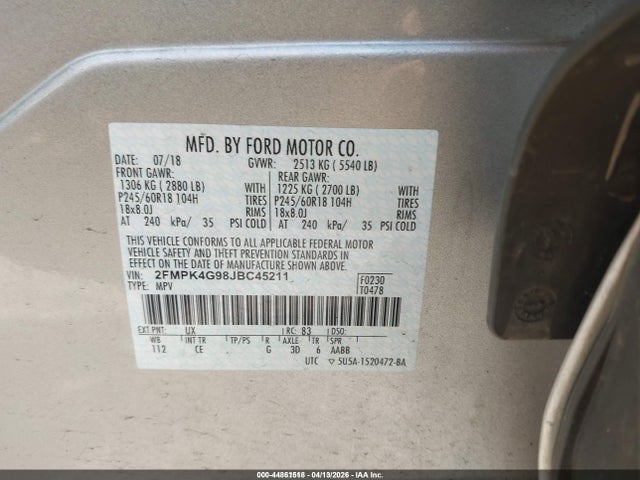 MFD. BY FORD MOTOR CO.
DATE: 07/18 GVWR: 2513 KG ( 5540 LB)
FRONT GAWR: REAR GAWR:
1306 KG ( 2880 LB) WITH 1225 KG ( 2700 LB) WITH
P245/60R18 104H TIRES P245/60R18 104H TIRES
18x8.0J RIMS 18x8.0J RIMS
AT 240 kPa/ 35 PSI COLD AT 240 kPa/ 35 PSI COLD
THIS VEHICLE CONFORMS TO ALL APPLICABLE FEDERAL MOTOR
VEHICLE SAFETY AND THEFT PREVENTION STANDARDS IN
EFFECT ON THE DATE OF MANUFACTURE SHOWN ABOVE.
VIN: 2FMPK4G98JBC45211 F0230
TYPE: MPV T0478
EXT PNT: UX RC: 83 DSO:
WB INT TR TP/PS R AXLE TR SPR
112 CE G 3D 6 AABB
UTC ▽5U5A-1520472-BA
000-44861518 - 04/13/2026 - IAA Inc.